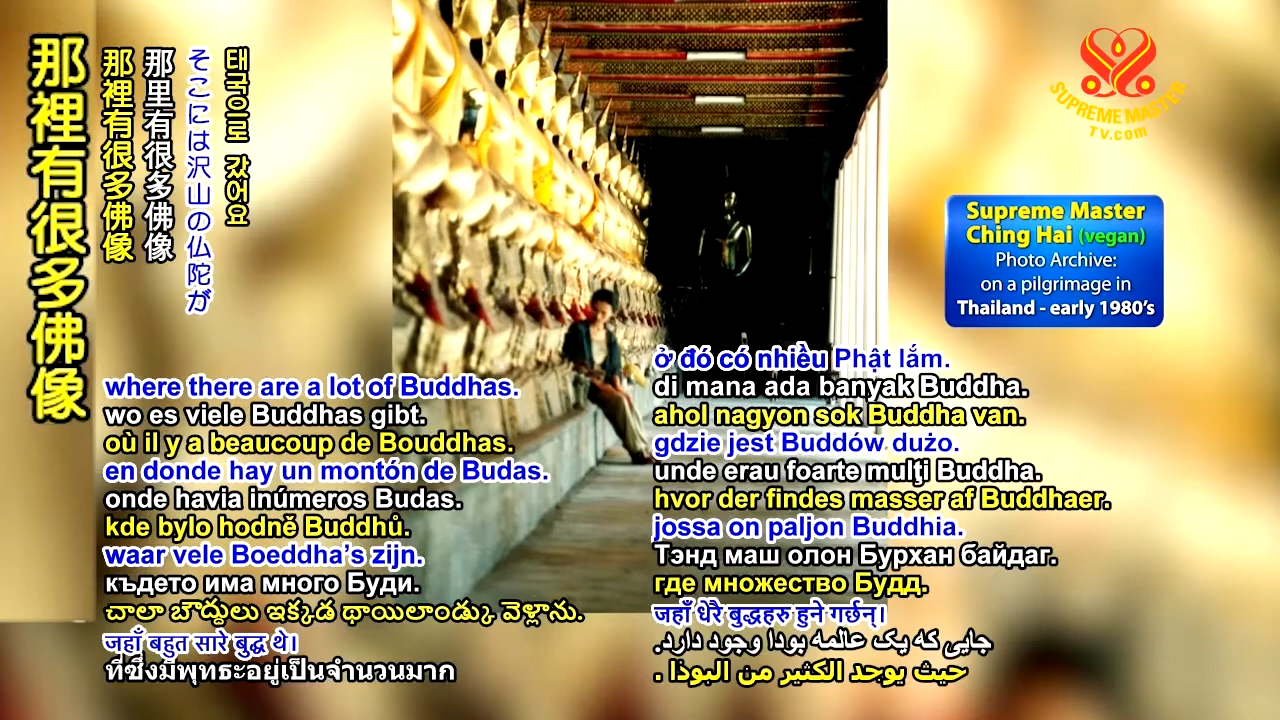 那裡有很多佛像
那裡有很多佛像
那里有很多佛像
そこには沢山の仏陀が
태국으로 갔어요
SUPREME MASTER
TV.com
Supreme Master
Ching Hai (vegan)
Photo Archive:
on a pilgrimage in
Thailand - early 1980's
where there are a lot of Buddhas.
wo es viele Buddhas gibt.
où il y a beaucoup de Bouddhas.
en donde hay un montón de Budas.
onde havia inúmeros Budas.
kde bylo hodně Buddhů.
waar vele Boeddha's zijn.
където има много Буди.
చాలా బౌద్ధులు ఇక్కడ థాయిలాండ్కు వెళ్లాను.
जहाँ बहुत सारे बुद्ध थे।
ที่ซึ่งมีพุทธะอยู่เป็นจำนวนมาก
ở đó có nhiều Phật lắm.
di mana ada banyak Buddha.
ahol nagyon sok Buddha van.
gdzie jest Buddów dużo.
unde erau foarte mulţi Buddha.
hvor der findes masser af Buddhaer.
jossa on paljon Buddhia.
Тэнд маш олон Бурхан байдаг.
где множество Будд.
जहाँ धेरै बुद्धहरु हुने गर्छन्।
جایی که یک عالمه بودا وجود دارد.
حيث يوجد الكثير من البوذا .